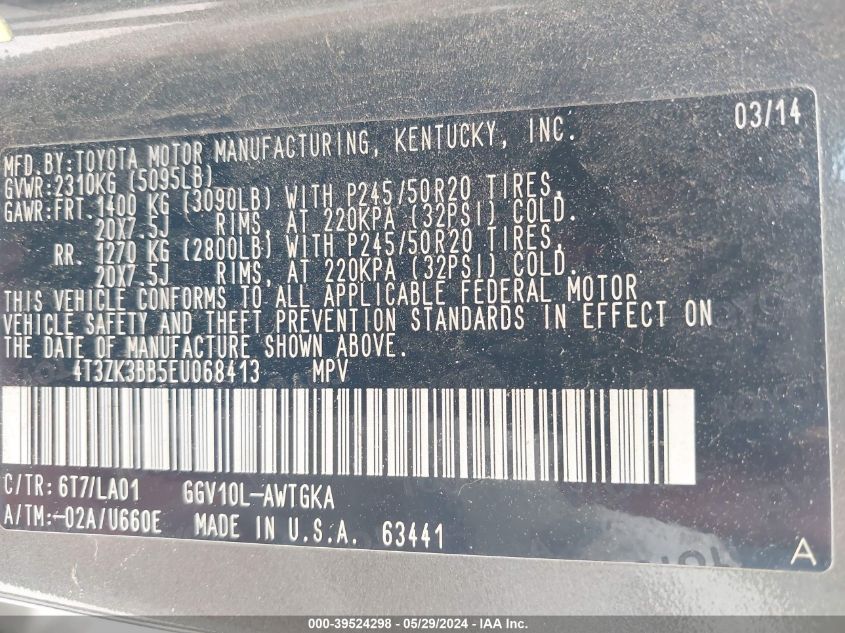 03/14
MFD.BY:TOYOTA MOTOR MANUFACTURING, KENTUCKY, INC.
GVWR:2310KG (5095LB)
GAWR:FRT.1400 KG (3090LB) WITH P245/50R20 TIRES,
20X7.5J RIMS, AT 220KPA (32PSI) COLD.
RR. 1270 KG (2800LB) WITH P245/50R20 TIRES,
20X7.5J RIMS, AT 220KPA (32PSI) COLD.
THIS VEHICLE CONFORMS TO ALL APPLICABLE FEDERAL MOTOR
VEHICLE SAFETY AND THEFT PREVENTION STANDARDS IN EFFECT ON
THE DATE OF MANUFACTURE SHOWN ABOVE.
4T3ZK3BB5EU068413 MPV
C/TR:6T7/LA01 GGV10L-AWTGKA
A/TM:-02A/U660E MADE IN U.S.A. 63441
A
000-39524298 - 05/29/2024 - IAA Inc.